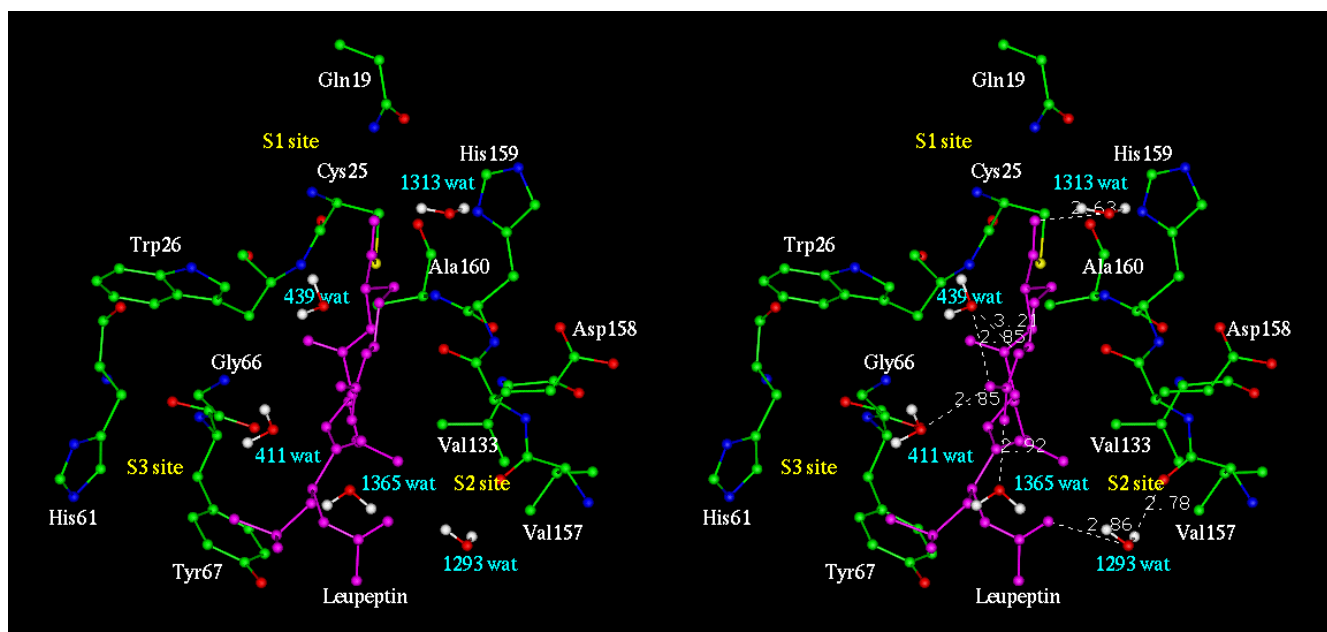 Gln19
S1 site
Cys25
His159
1313 wat
Trp26
Ala160
439 wat
Asp158
Gly66
Val133
S3 site
411 wat
1365 wat
S2 site
His61
Val157
1293 wat
Tyr67
Leupeptin
Gln19
S1 site
Cys25
His159
1313 wat
2.63
Trp26
Ala160
439 wat
3.21
Asp158
2.85
Gly66
2.85
Val133
2.92
S3 site
411 wat
1365 wat
S2 site
2.78
His61
2.86
Val157
1293 wat
Tyr67
Leupeptin